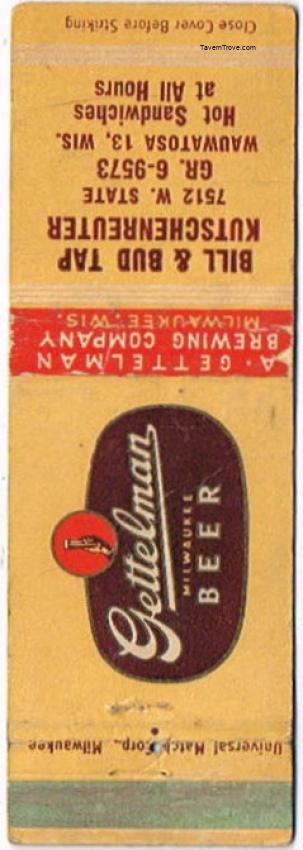 TavernTrove.com
Close Cover Before Striking
BILL & BUD TAP
KUTSCHENREUTER
7512 W. STATE
GR. 6-9573
WAUWATOSA 13, WIS.
Hot Sandwiches
at All Hours
A. GETTELMAN
BREWING COMPANY
MILWAUKEE, WIS.
Gettelman
MILWAUKEE
BEER
Universal Match Corp., Milwaukee